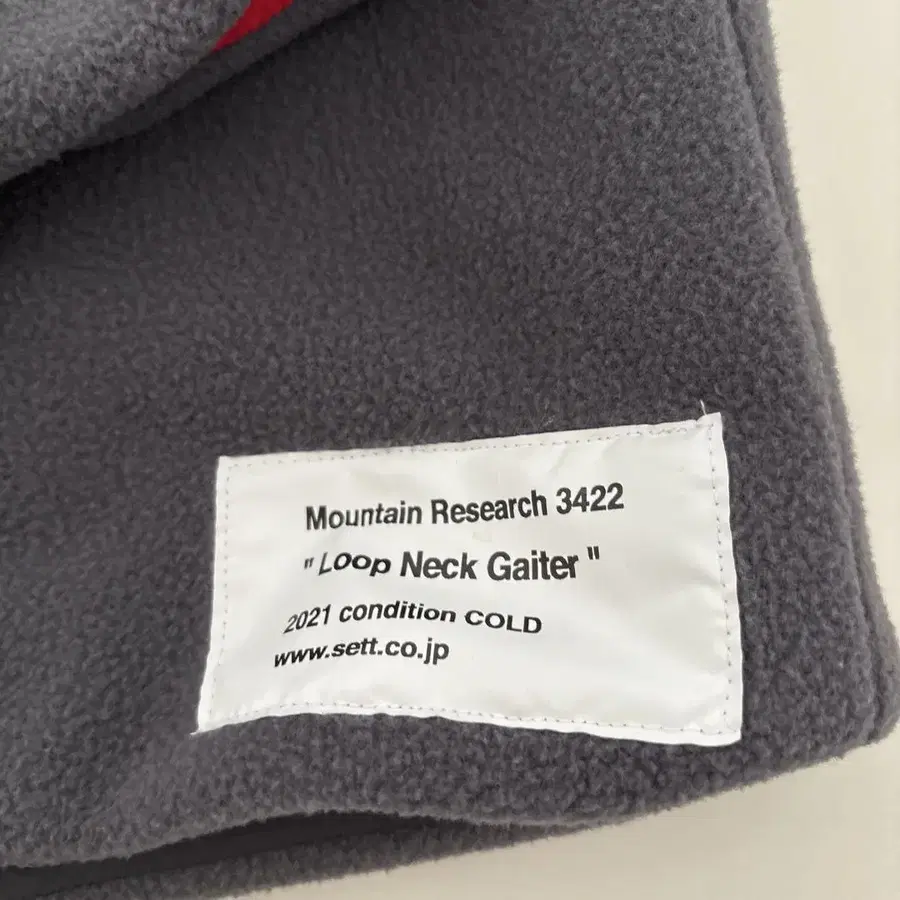 Mountain Research 3422
"Loop Neck Gaiter"
2021 condition COLD
www.sett.co.jp